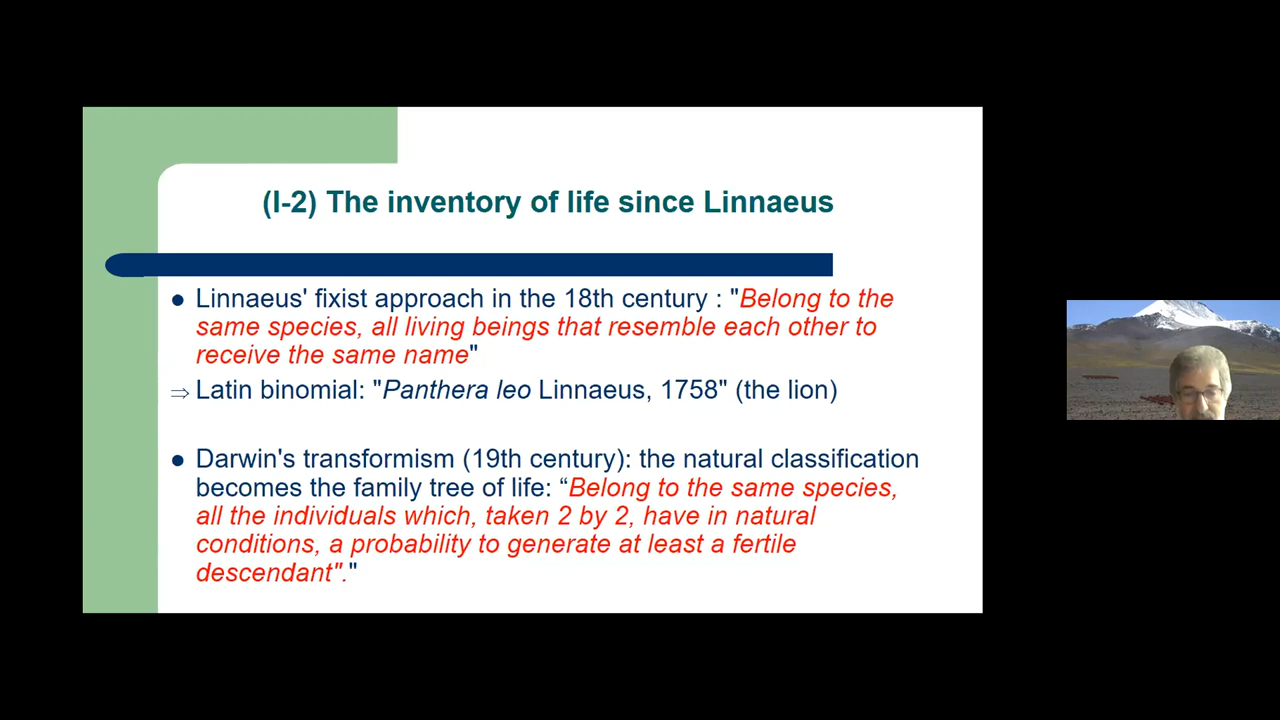 (I-2) The inventory of life since Linnaeus
● Linnaeus' fixist approach in the 18th century : "Belong to the
same species, all living beings that resemble each other to
receive the same name"
⇒ Latin binomial: "Panthera leo Linnaeus, 1758" (the lion)
● Darwin's transformism (19th century): the natural classification
becomes the family tree of life: “Belong to the same species,
all the individuals which, taken 2 by 2, have in natural
conditions, a probability to generate at least a fertile
descendant"."